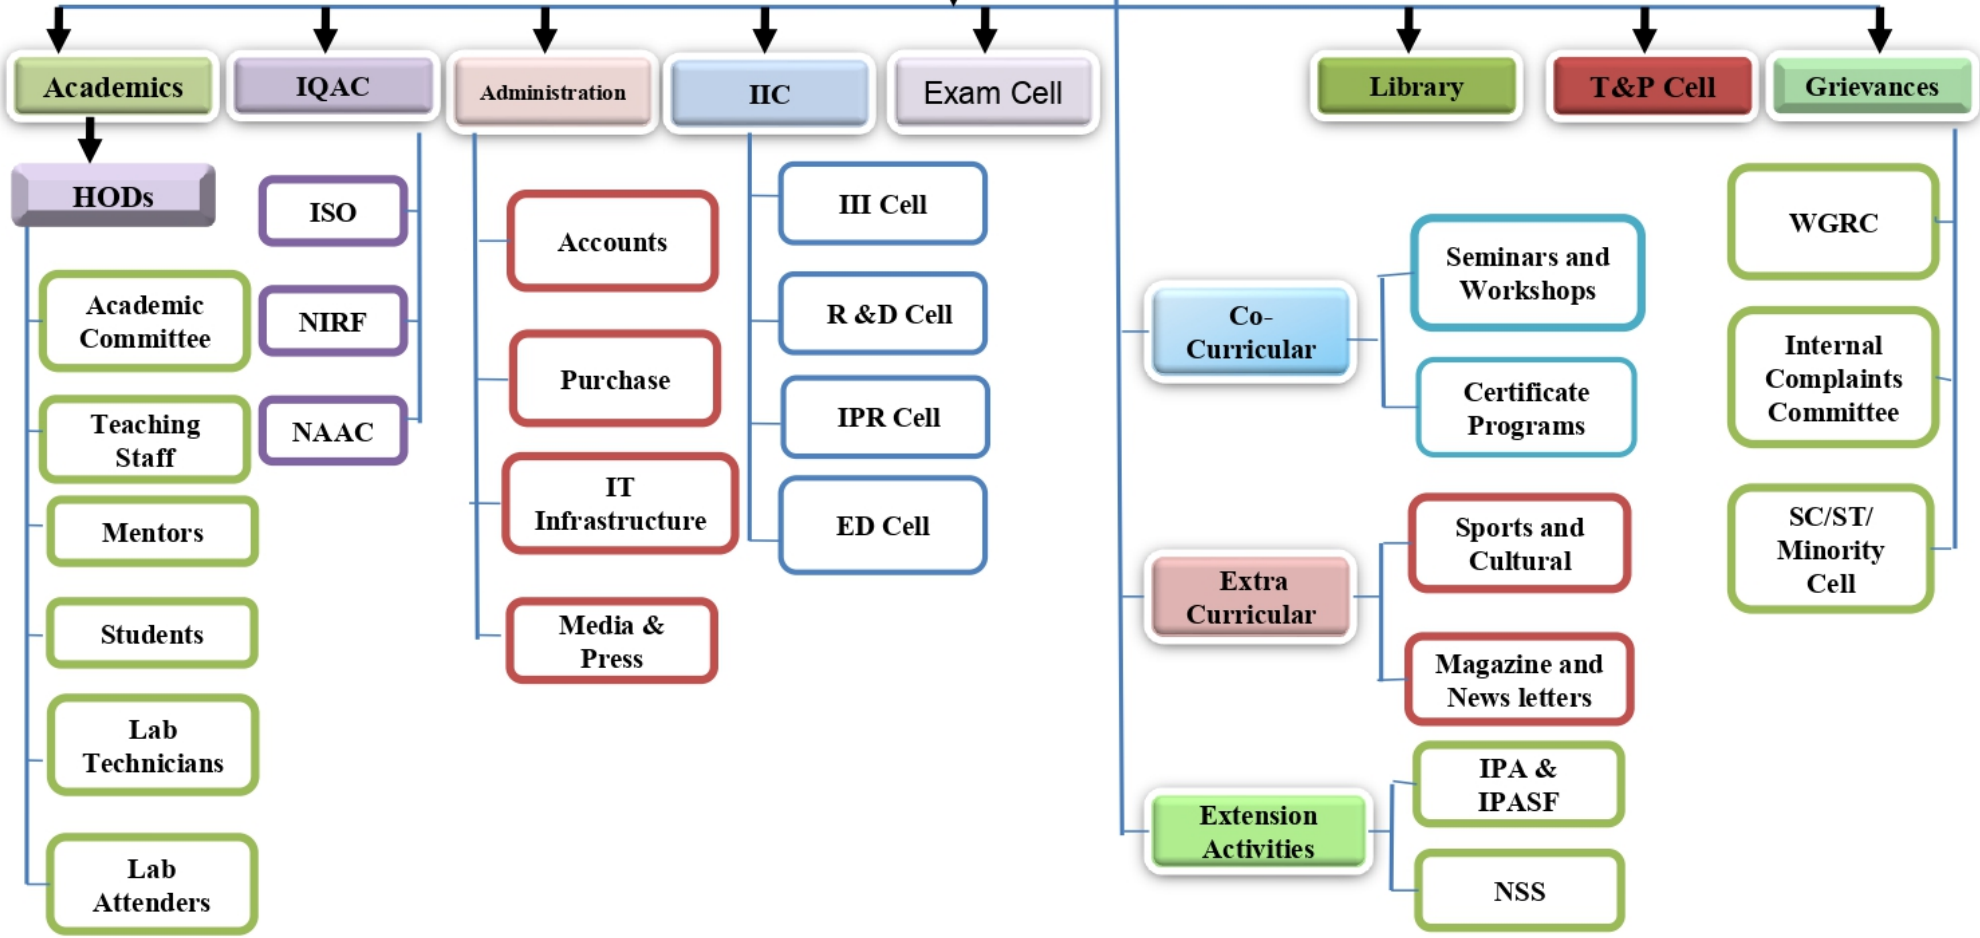 Academics
IQAC
Administration
IIC
Exam Cell
Library
T&P Cell
Grievances
HODs
Academic
Committee
Teaching
Staff
Mentors
Students
Lab
Technicians
Lab
Attenders
ISO
NIRF
NAAC
Accounts
Purchase
IT
Infrastructure
Media &
Press
III Cell
R &D Cell
IPR Cell
ED Cell
Co-
Curricular
Seminars and
Workshops
Certificate
Programs
Extra
Curricular
Sports and
Cultural
Magazine and
News letters
Extension
Activities
IPA &
IPASF
NSS
WGRC
Internal
Complaints
Committee
SC/ST/
Minority
Cell